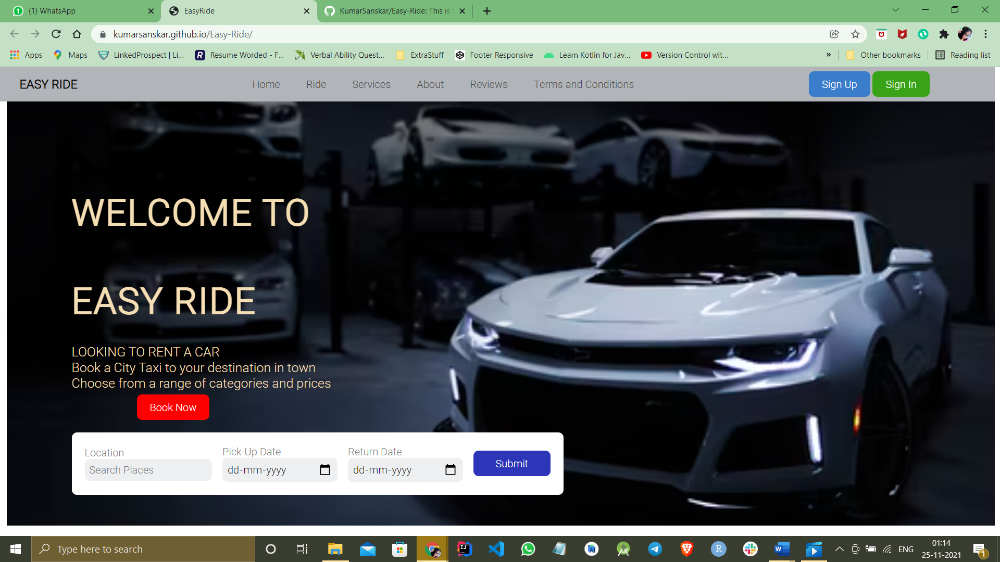 (1) WhatsApp
EasyRide
KumarSanskar/Easy-Ride: This is
kumarsanskar.github.io/Easy-Ride/
Apps
Maps
LinkedProspect | Li...
Resume Worded - F...
Verbal Ability Quest...
ExtraStuff
Footer Responsive
Learn Kotlin for Jav...
Version Control wit...
»
Other bookmarks
Reading list
EASY RIDE
Home
Ride
Services
About
Reviews
Terms and Conditions
Sign Up
Sign In
WELCOME TO
EASY RIDE
LOOKING TO RENT A CAR
Book a City Taxi to your destination in town
Choose from a range of categories and prices
Book Now
Location
Pick-Up Date
Return Date
Search Places
dd-mm-yyyy
dd-mm-yyyy
Submit
Type here to search
ENG
01:14
25-11-2021
1